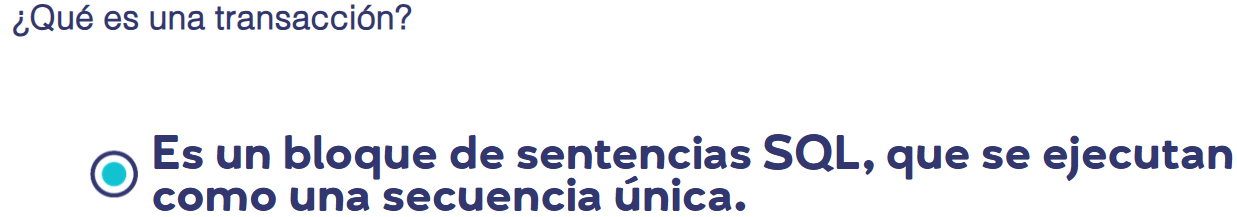 ¿Qué es una transacción?
Es un bloque de sentencias SQL, que se ejecutan
como una secuencia única.